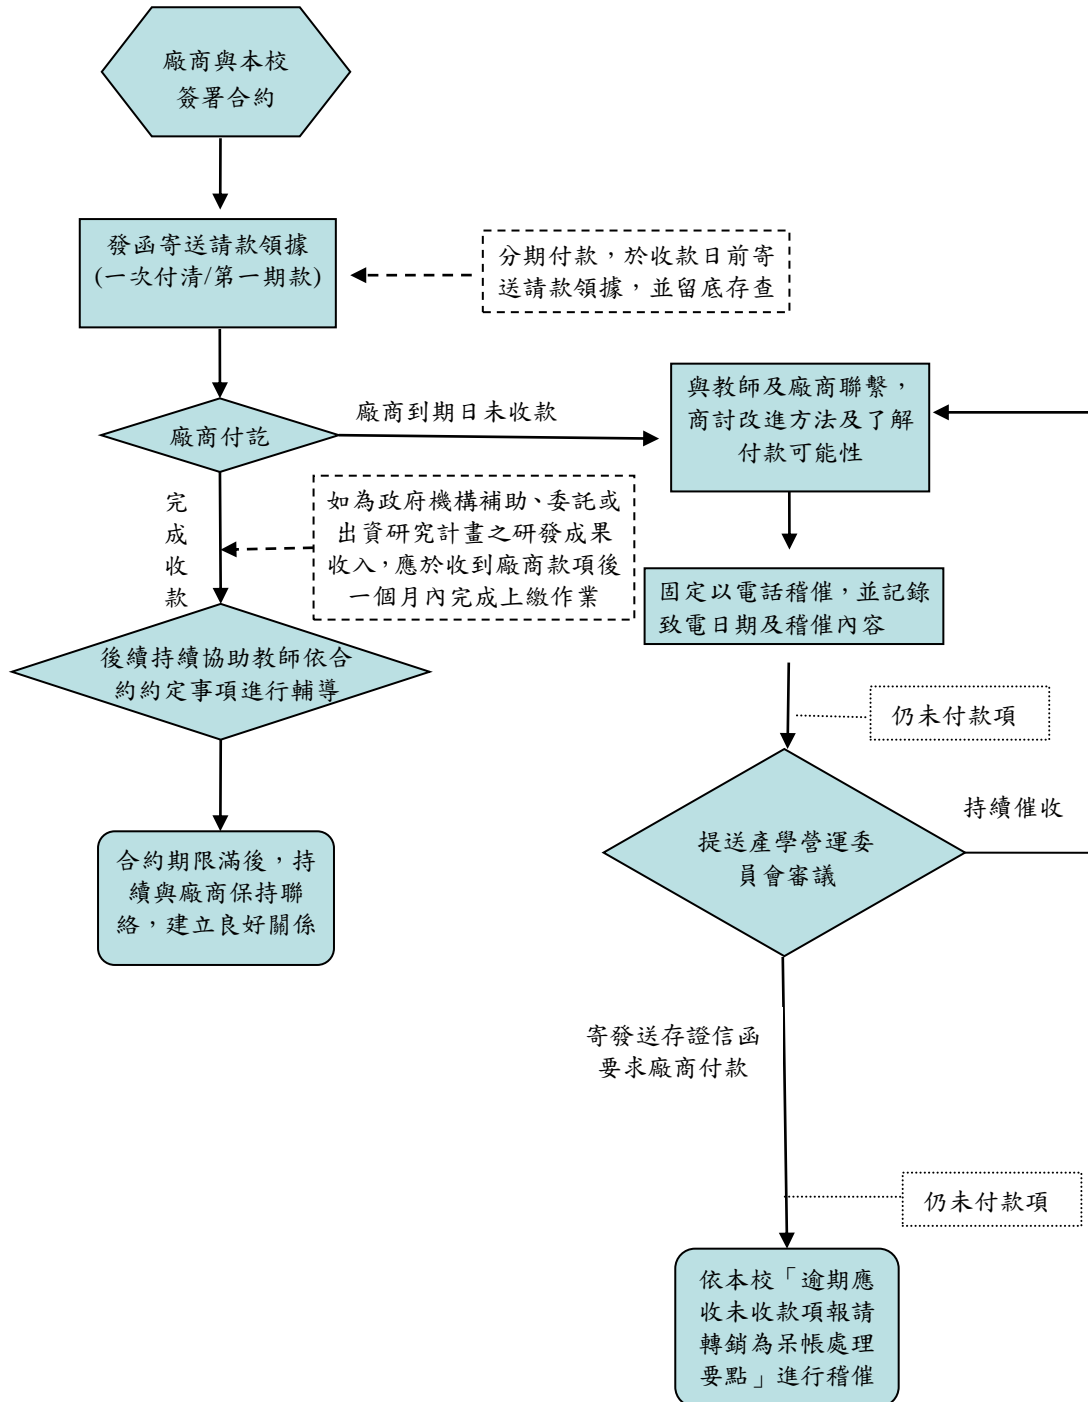 廠商與本校
簽署合約
發函寄送請款領據
(一次付清/第一期款)
分期付款，於收款日前寄
送請款領據，並留底存查
廠商付訖
廠商到期日未收款
與教師及廠商聯繫，
商討改進方法及了解
付款可能性
完
成
收
款
如為政府機構補助、委託或
出資研究計畫之研發成果
收入，應於收到廠商款項後
一個月內完成上繳作業
固定以電話稽催，並記錄
致電日期及稽催內容
後續持續協助教師依合
約約定事項進行輔導
仍未付款項
提送產學營運委
員會審議
持續催收
合約期限滿後，持
續與廠商保持聯
絡，建立良好關係
寄發送存證信函
要求廠商付款
仍未付款項
依本校「逾期應
收未收款項報請
轉銷為呆帳處理
要點」進行稽催